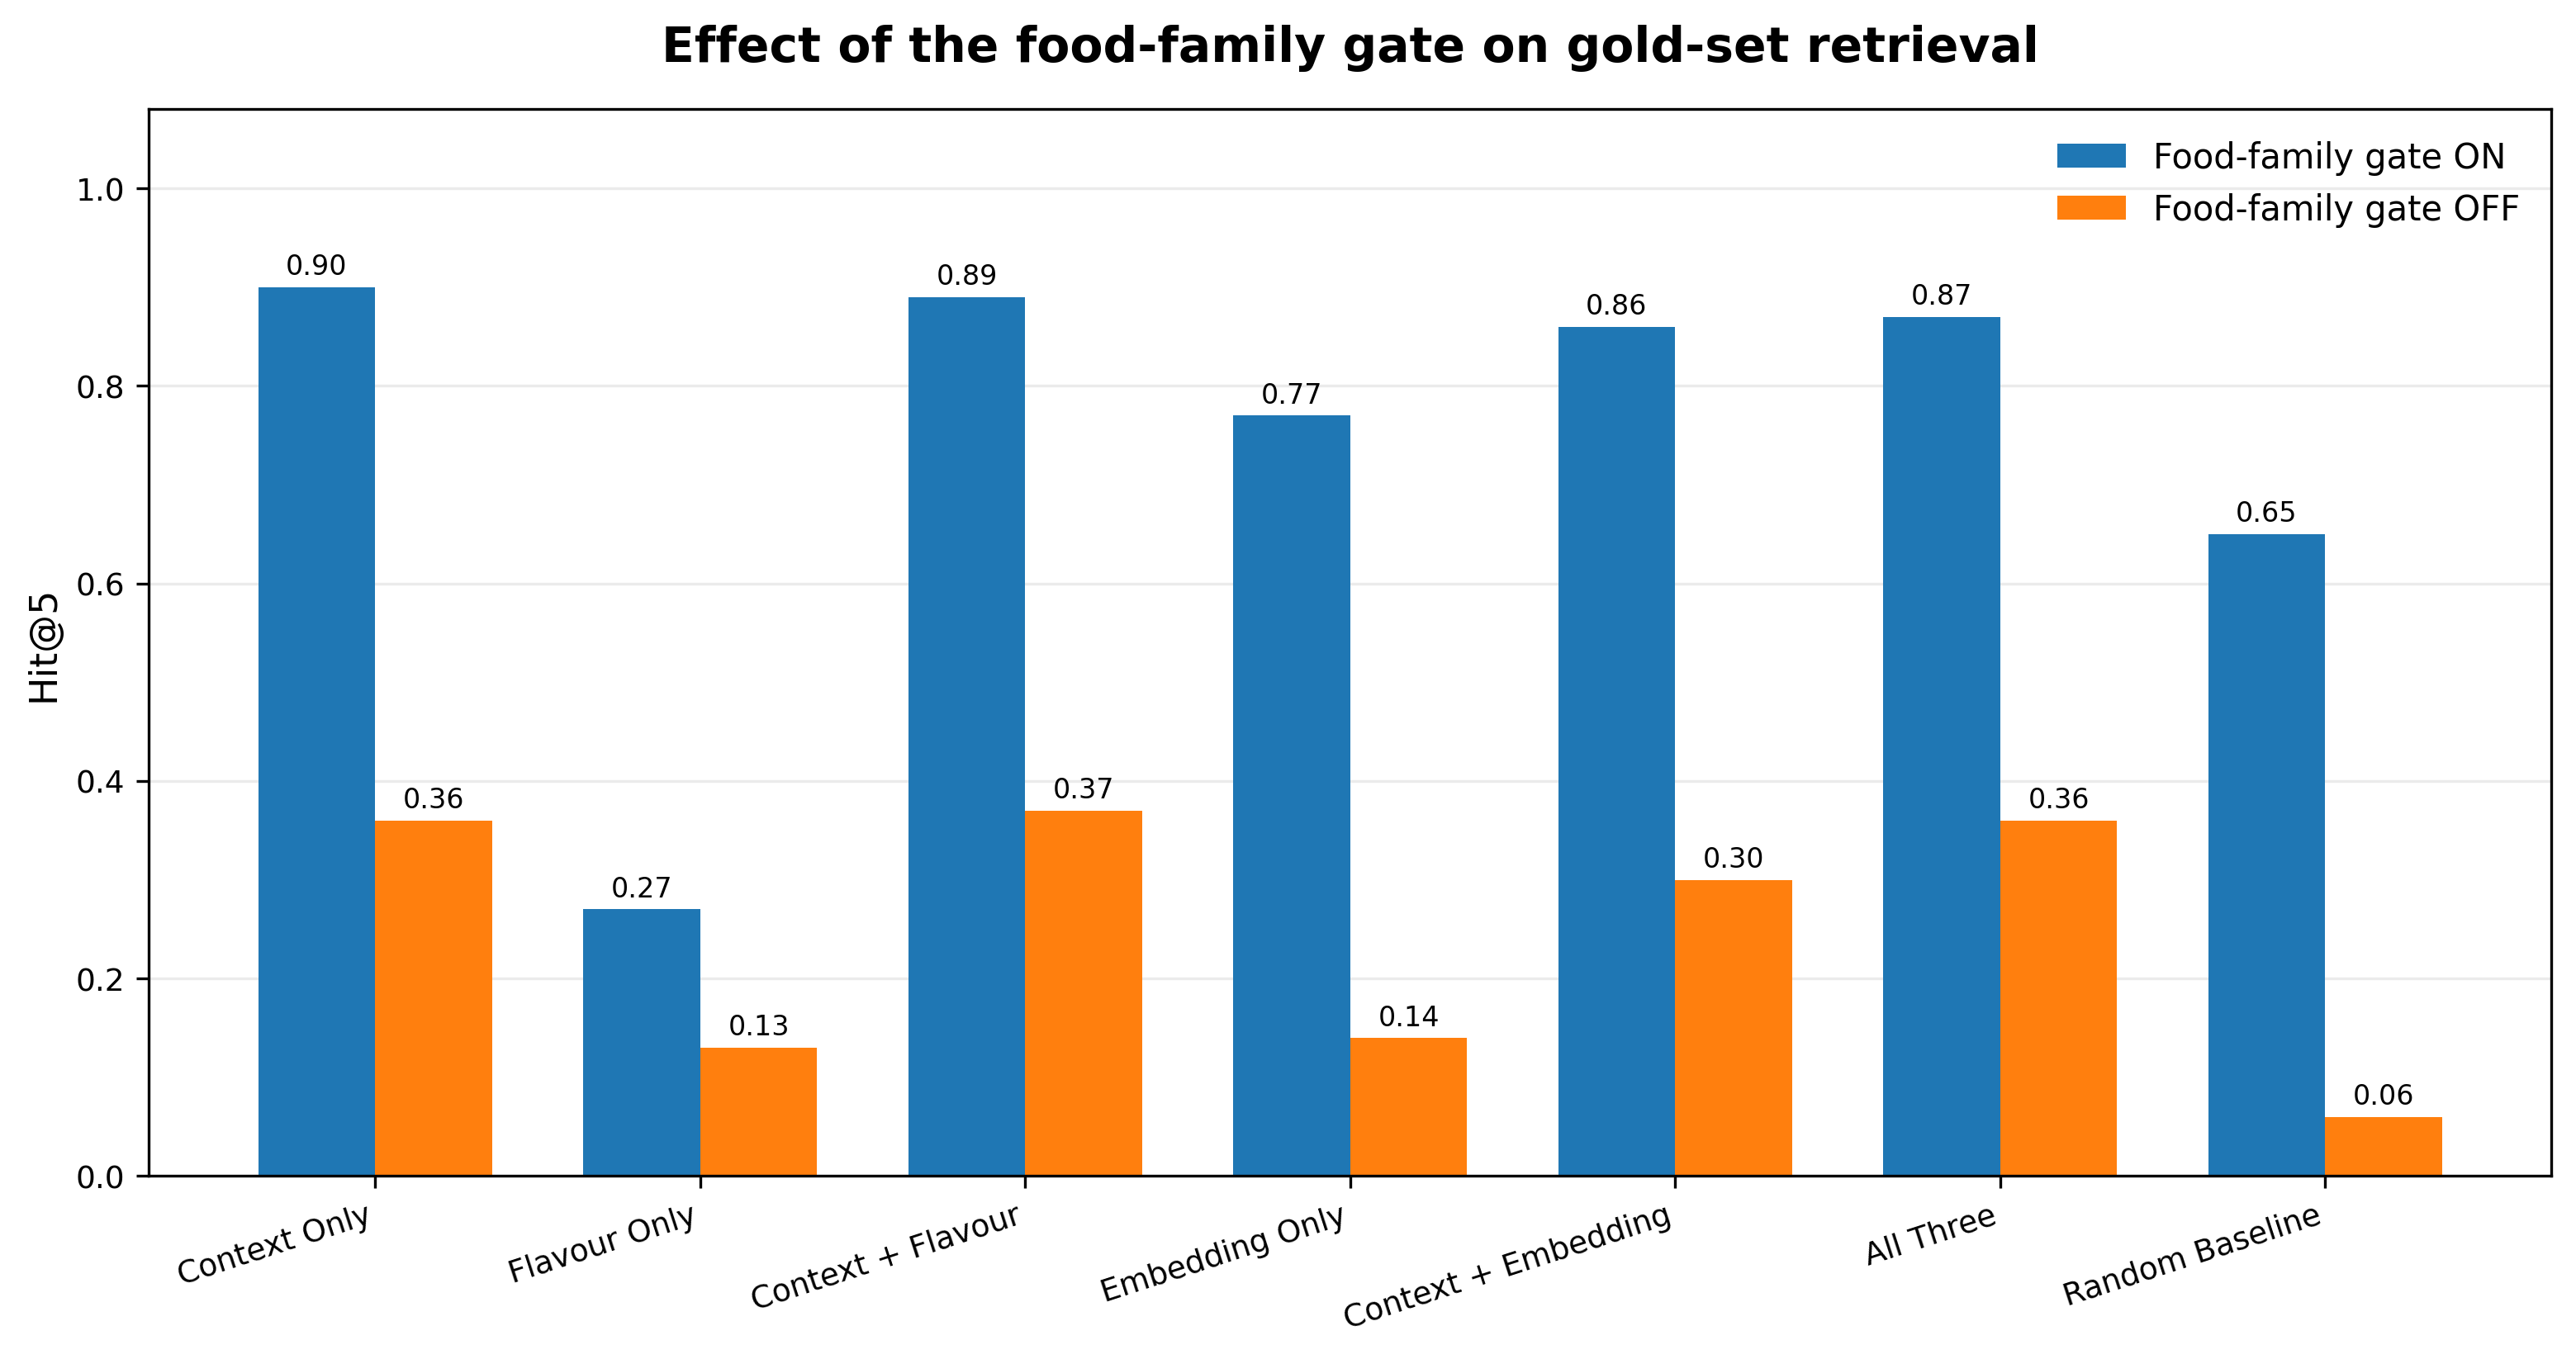 Effect of the food-family gate on gold-set retrieval
Food-family gate ON
Food-family gate OFF
Hit@5
1.0
0.8
0.6
0.4
0.2
0.0
0.90
0.36
0.27
0.13
0.89
0.37
0.77
0.14
0.86
0.30
0.87
0.36
0.65
0.06
Context Only
Flavour Only
Context + Flavour
Embedding Only
Context + Embedding
All Three
Random Baseline